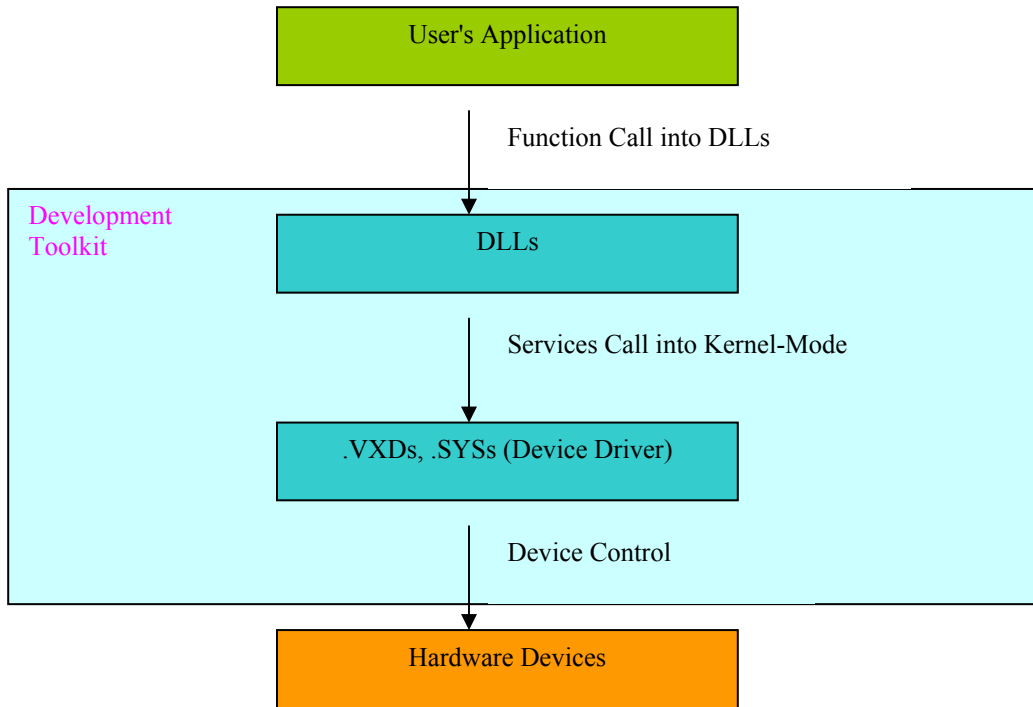 User's Application
Function Call into DLLs
Development
Toolkit
DLLs
Services Call into Kernel-Mode
.VXDs, .SYSs (Device Driver)
Device Control
Hardware Devices